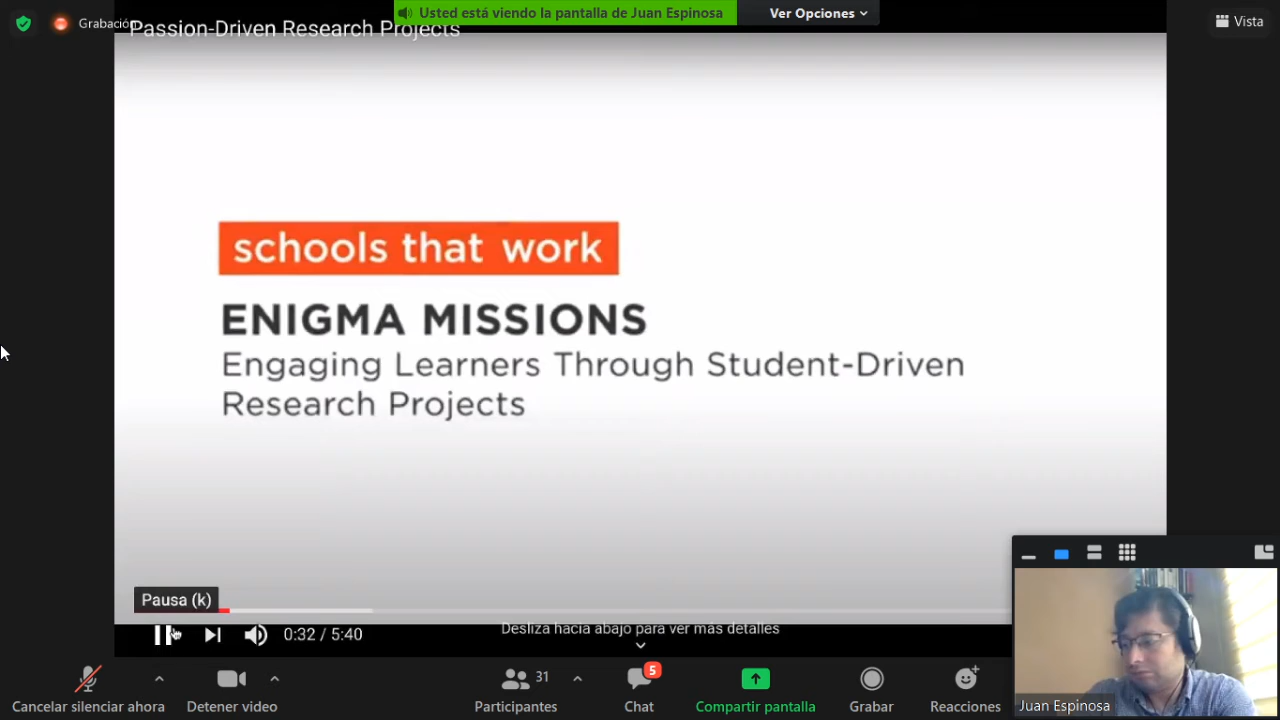 Usted está viendo la pantalla de Juan Espinosa
Ver Opciones
Grabación
Vista
Passion-Driven Research Projects
schools that work
ENIGMA MISSIONS
Engaging Learners Through Student-Driven
Research Projects
Pausa (k)
0:32 / 5:40
Desliza hacia abajo para ver más detalles
Cancelar silenciar ahora
Detener video
31
Participantes
5
Chat
Compartir pantalla
Grabar
Reacciones
Juan Espinosa